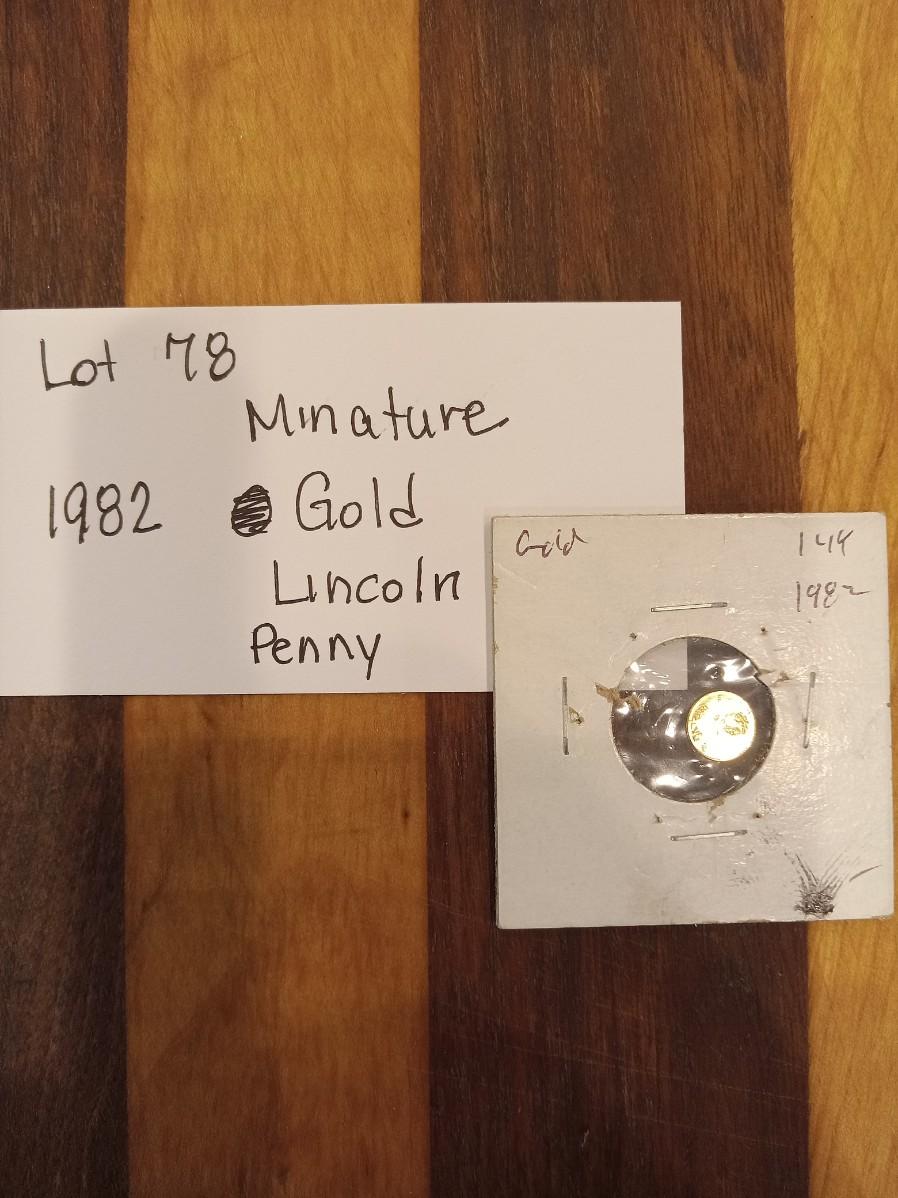 Lot 78
Minature
1982 Gold
Lincoln
Penny
Gold 14K
1982